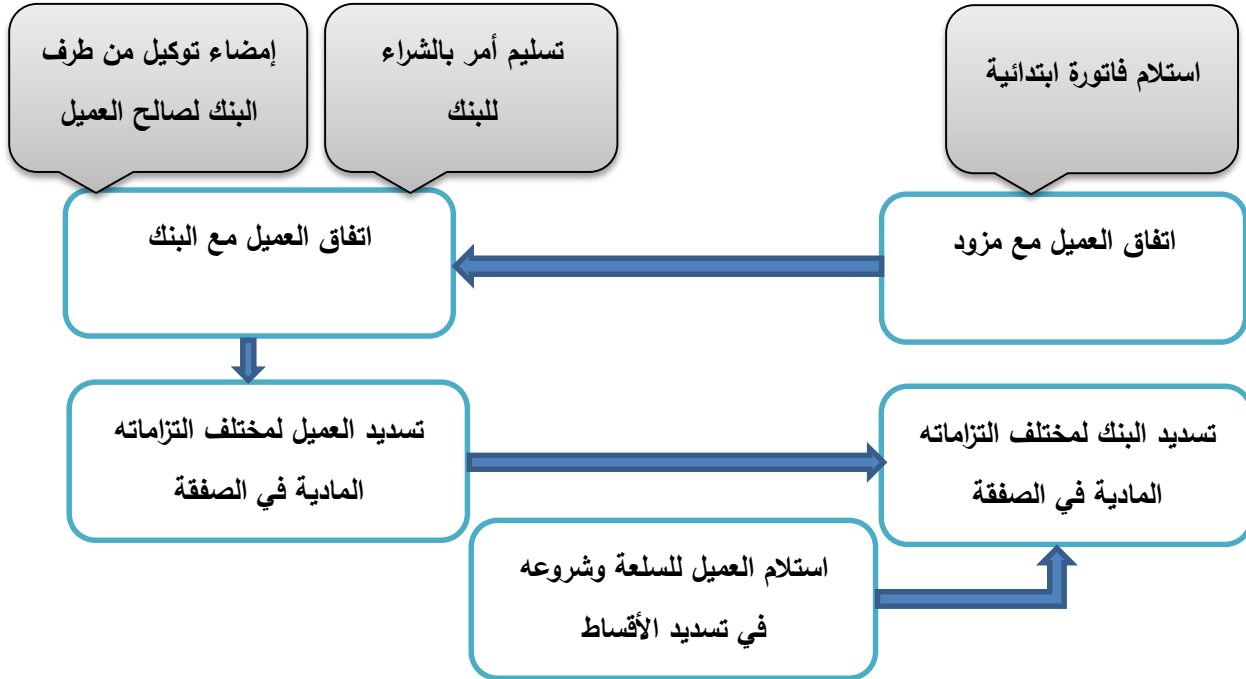 استلام فاتورة ابتدائية
تسليم أمر بالشراء
للبنك
إمضاء توكيل من طرف
البنك لصالح العميل
اتفاق العميل مع مزود
اتفاق العميل مع البنك
تسديد العميل لمختلف التزاماته
المادية في الصفقة
تسديد البنك لمختلف التزاماته
المادية في الصفقة
استلام العميل للسلعة وشروعه
في تسديد الأقساط